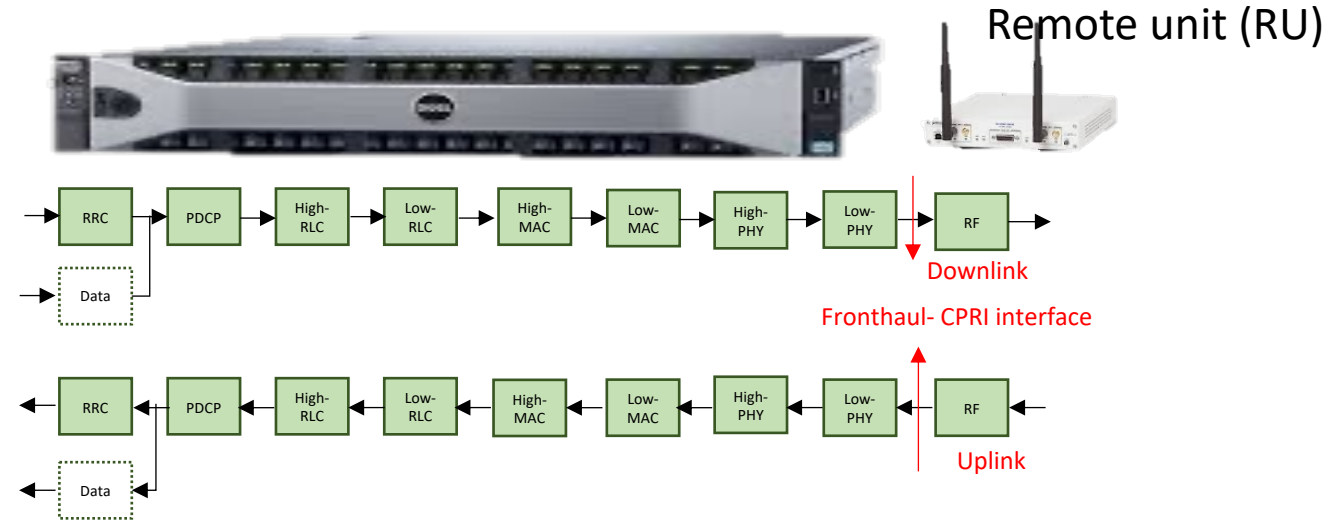 Remote unit (RU)
DELL
RRC
PDCP
High-
RLC
Low-
RLC
High-
MAC
Low-
MAC
High-
PHY
Low-
PHY
RF
Data
Downlink
Fronthaul- CPRI interface
RRC
PDCP
High-
RLC
Low-
RLC
High-
MAC
Low-
MAC
High-
PHY
Low-
PHY
RF
Data
Uplink